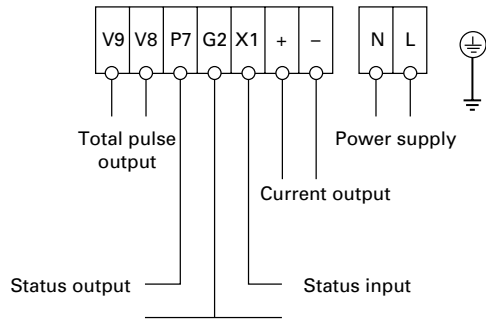 V9 V8 P7 G2 X1 + – N L
Total pulse
output
Power supply
Current output
Status output
Status input